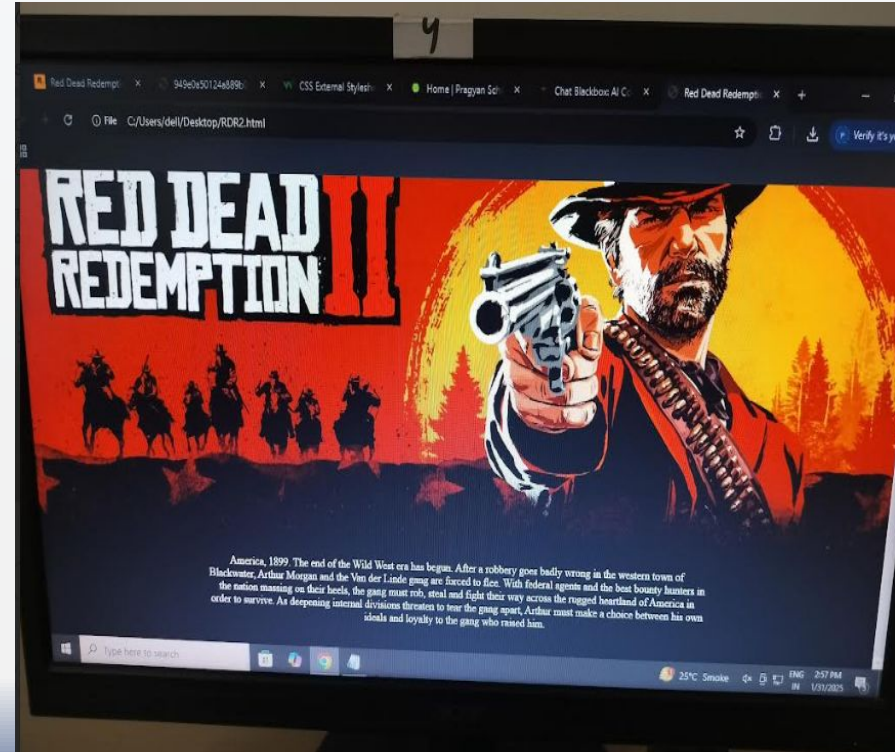 y
Red Dead Redempt
949e0a50124a889b
CSS External Stylesh
Home | Pragyan Sch
Chat Blackbox: AI C
Red Dead Redempti
File C:/Users/dell/Desktop/RDR2.html
Verify it's y
RED DEAD
REDEMPTION II
America, 1899. The end of the Wild West era has begun. After a robbery goes badly wrong in the western town of
Blackwater, Arthur Morgan and the Van der Linde gang are forced to flee. With federal agents and the best bounty hunters in
the nation massing on their heels, the gang must rob, steal and fight their way across the rugged heartland of America in
order to survive. As deepening internal divisions threaten to tear the gang apart, Arthur must make a choice between his own
ideals and loyalty to the gang who raised him.
Type here to search
25°C Smoke
ENG
IN
2:57 PM
1/31/2025